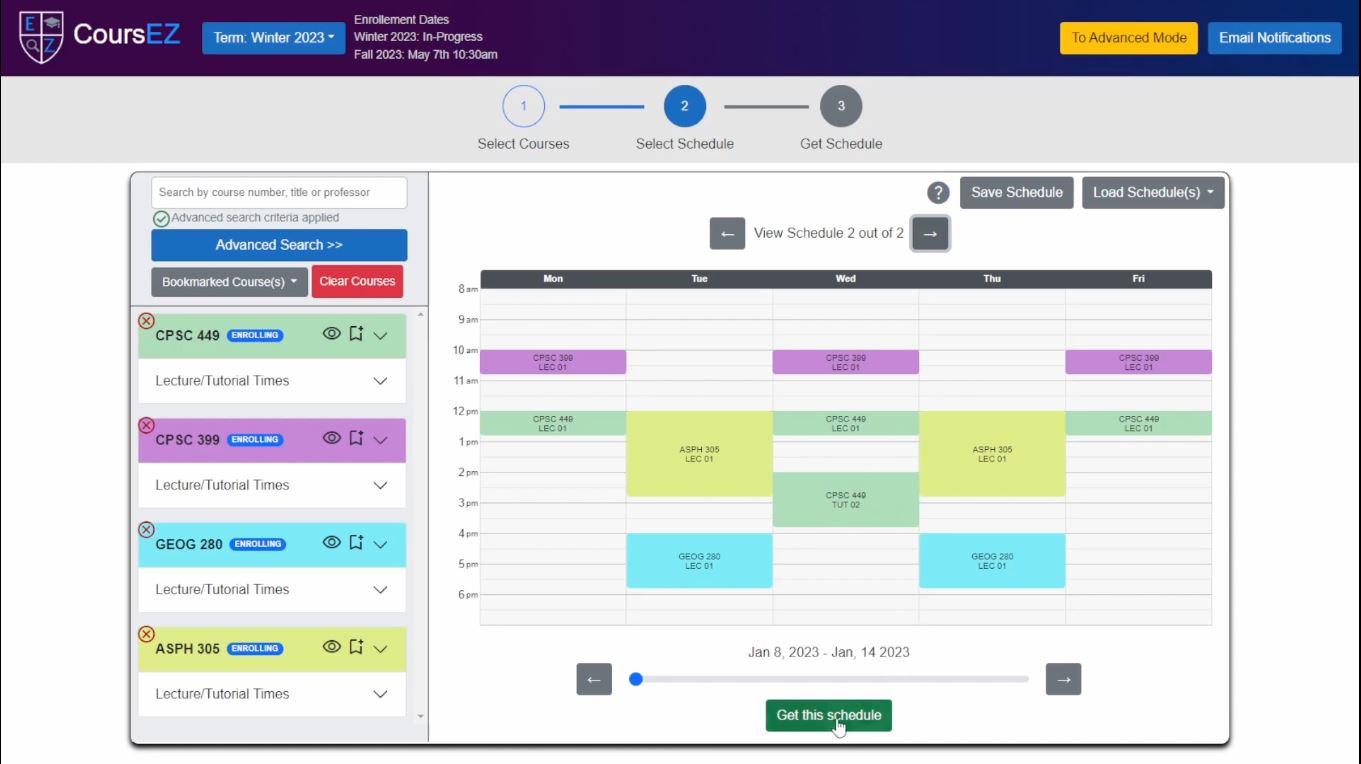 E
Z
CoursEZ
Term: Winter 2023
Enrollement Dates
Winter 2023: In-Progress
Fall 2023: May 7th 10:30am
To Advanced Mode
Email Notifications
1
2
3
Select Courses
Select Schedule
Get Schedule
Search by course number, title or professor
Advanced search criteria applied
Advanced Search >>
Bookmarked Course(s)
Clear Courses
CPSC 449 ENROLLING
Lecture/Tutorial Times
CPSC 399 ENROLLING
Lecture/Tutorial Times
GEOG 280 ENROLLING
Lecture/Tutorial Times
ASPH 305 ENROLLING
Lecture/Tutorial Times
?
Save Schedule
Load Schedule(s)
← View Schedule 2 out of 2 →
Mon Tue Wed Thu Fri
8 am
9 am
10 am
CPSC 399
LEC 01
CPSC 399
LEC 01
CPSC 399
LEC 01
11 am
12 pm
CPSC 449
LEC 01
CPSC 449
LEC 01
CPSC 449
LEC 01
1 pm
ASPH 305
LEC 01
ASPH 305
LEC 01
2 pm
CPSC 449
TUT 02
3 pm
4 pm
GEOG 280
LEC 01
GEOG 280
LEC 01
5 pm
6 pm
Jan 8, 2023 - Jan, 14 2023
← →
Get this schedule